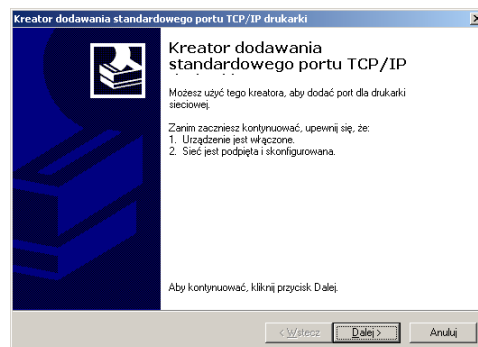 Kreator dodawania standardowego portu TCP/IP drukarki
Kreator dodawania
standardowego portu TCP/IP
Możesz użyć tego kreatora, aby dodać port dla drukarki
sieciowej.
Zanim zaczniesz kontynuować, upewnij się, że:
1. Urządzenie jest włączone.
2. Sieć jest podpięta i skonfigurowana.
Aby kontynuować, kliknij przycisk Dalej.
< Wstecz
Dalej >
Anuluj